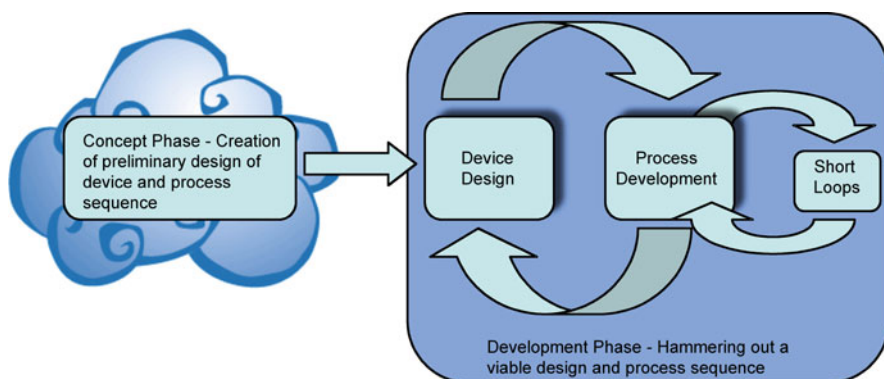 Concept Phase - Creation
of preliminary design of
device and process
sequence
Device
Design
Process
Development
Short
Loops
Development Phase - Hammering out a
viable design and process sequence